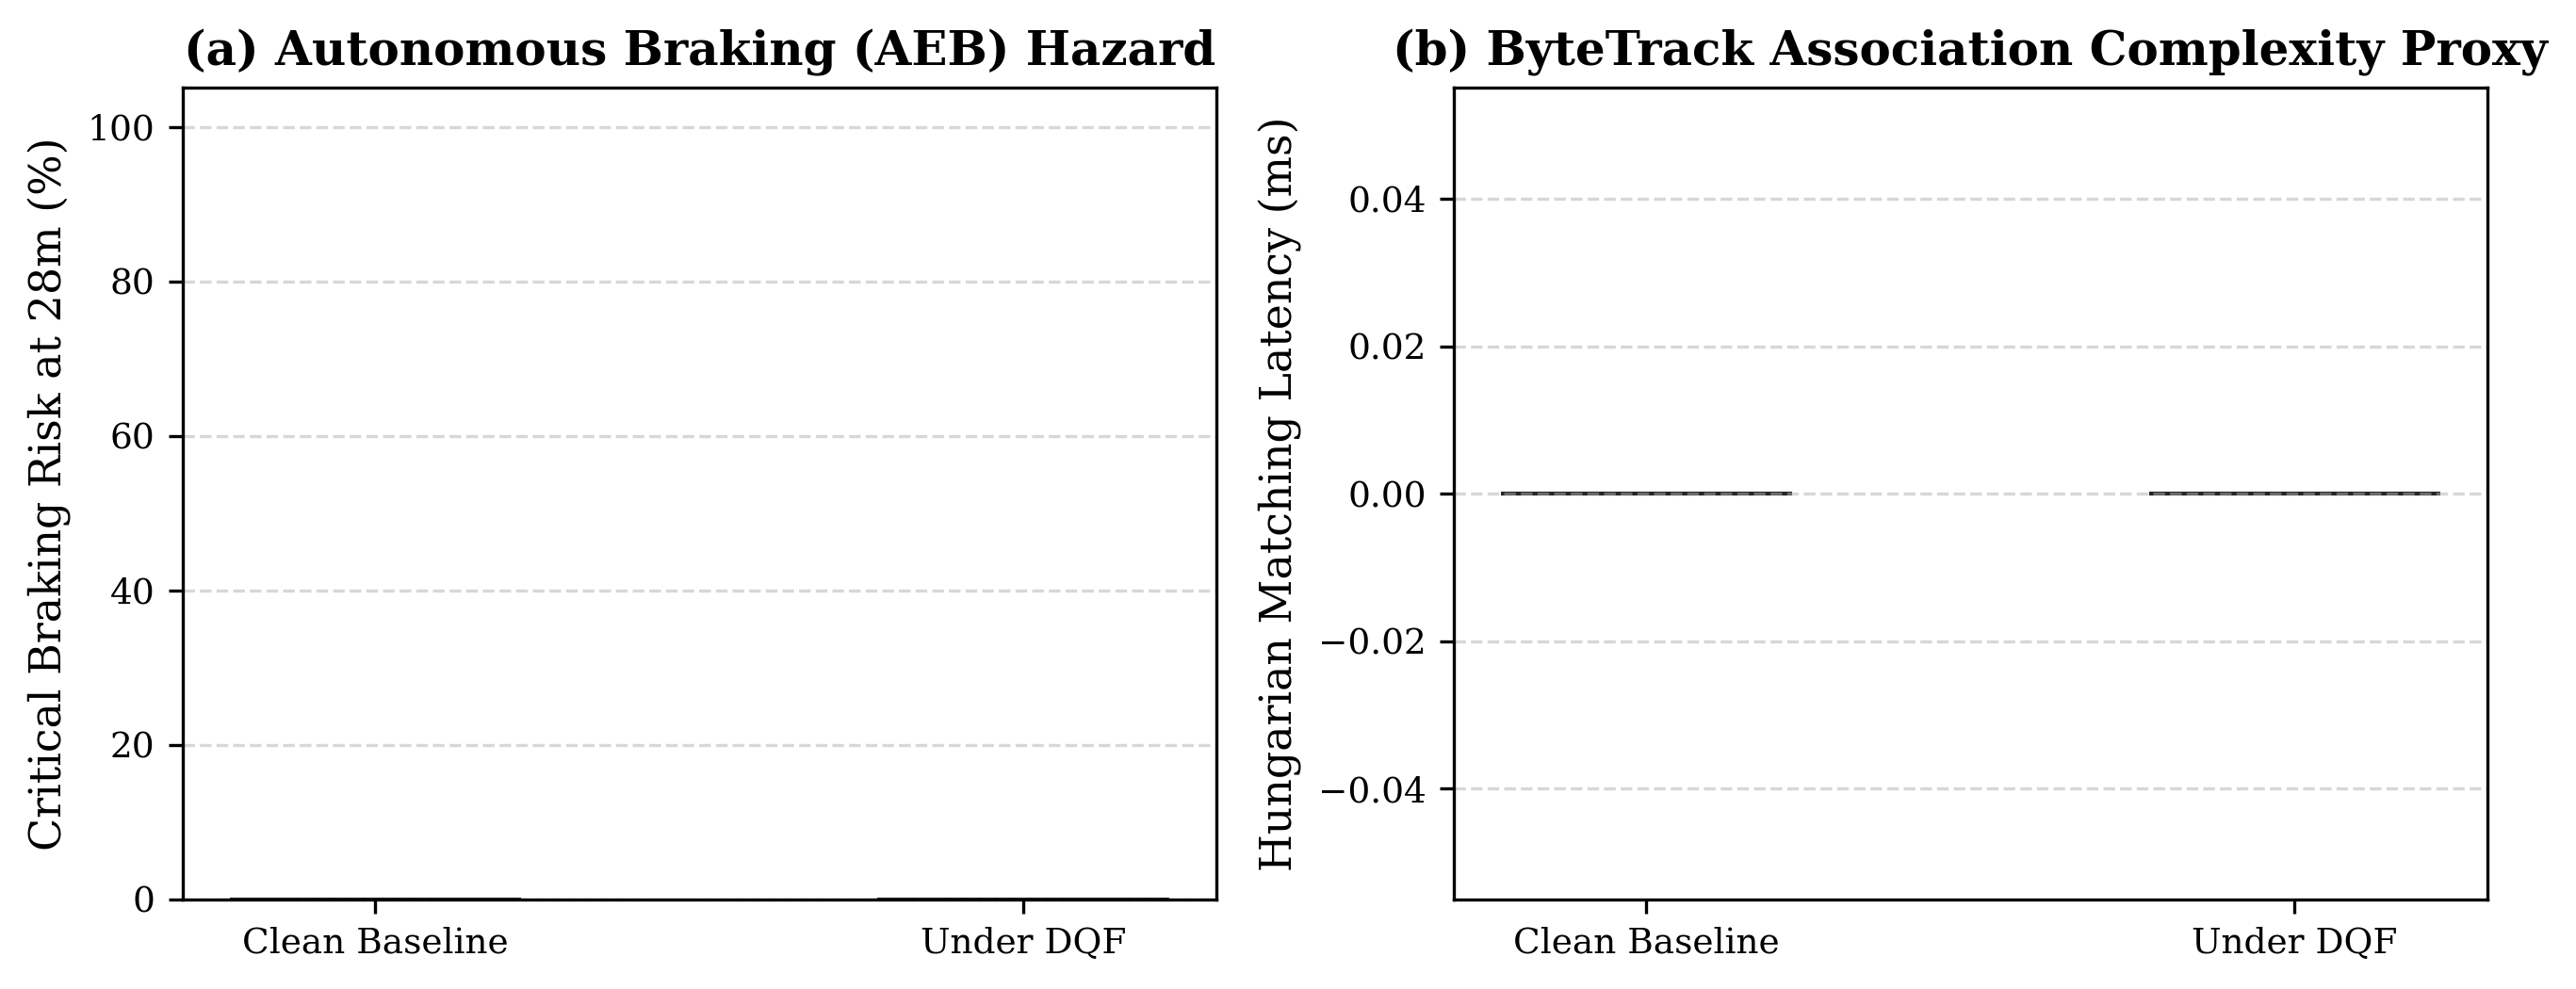 (a) Autonomous Braking (AEB) Hazard
Critical Braking Risk at 28m (%)
100
80
60
40
20
0
Clean Baseline
Under DQF
(b) ByteTrack Association Complexity Proxy
Hungarian Matching Latency (ms)
0.04
0.02
0.00
−0.02
−0.04
Clean Baseline
Under DQF